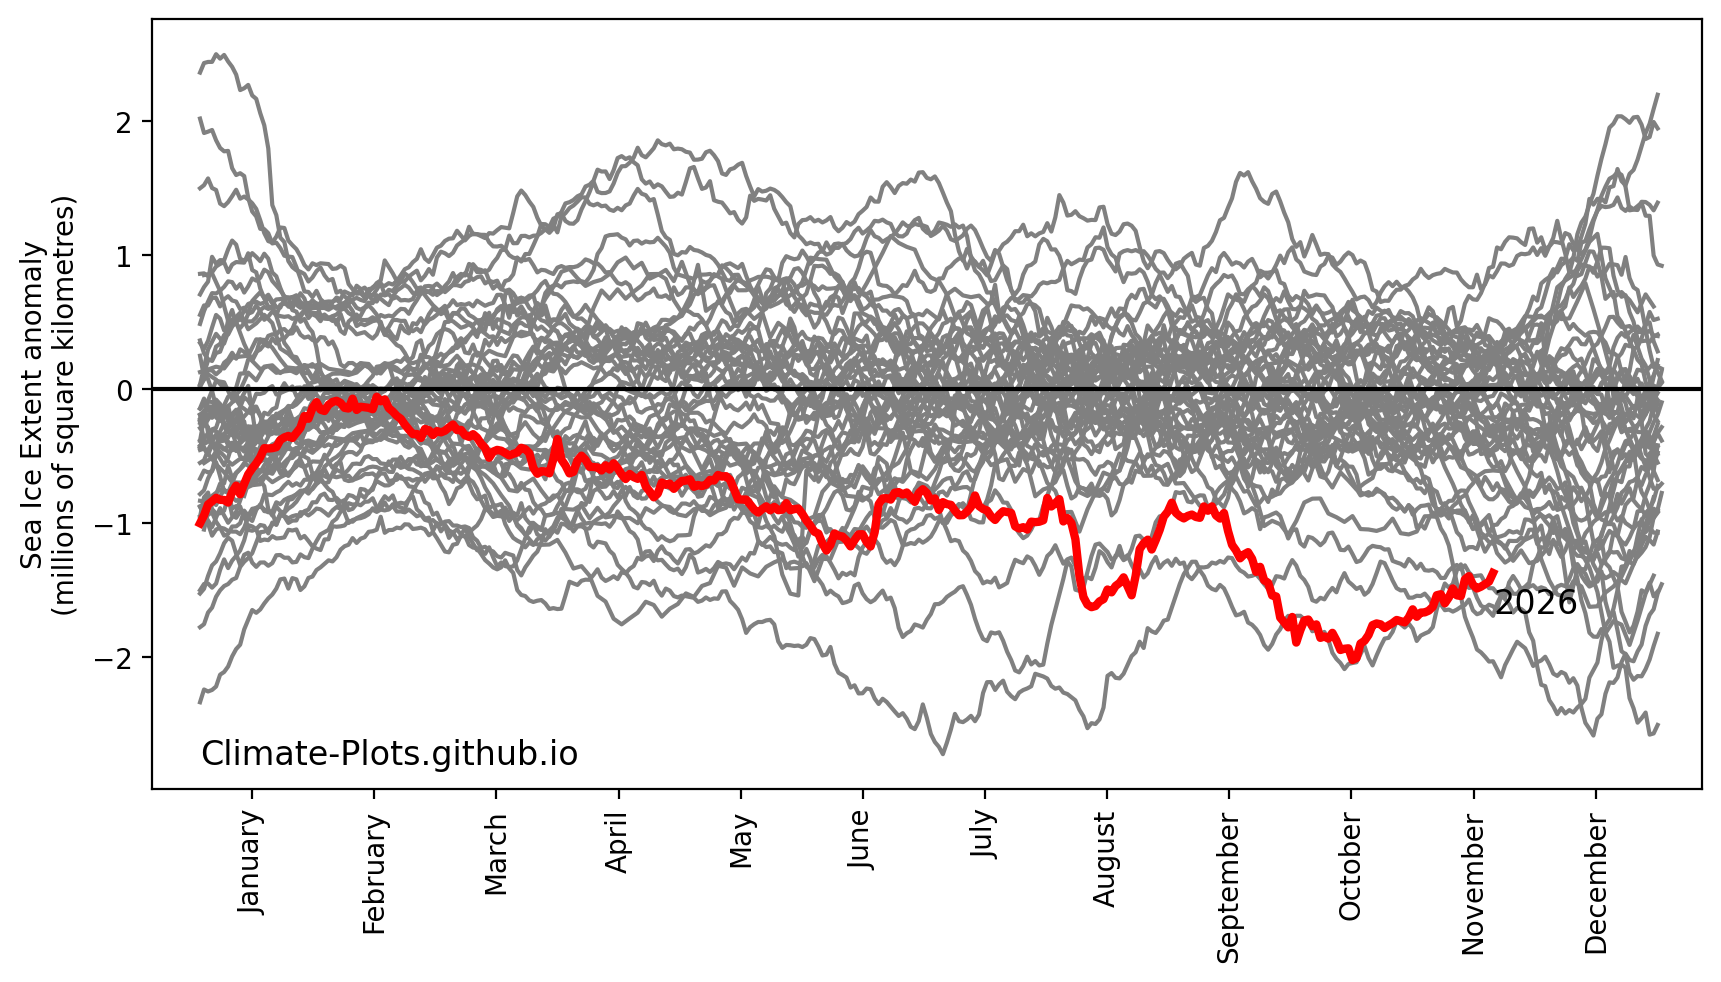 Sea Ice Extent anomaly
(millions of square kilometres)
2
1
0
−1
−2
2026
Climate-Plots.github.io
January
February
March
April
May
June
July
August
September
October
November
December